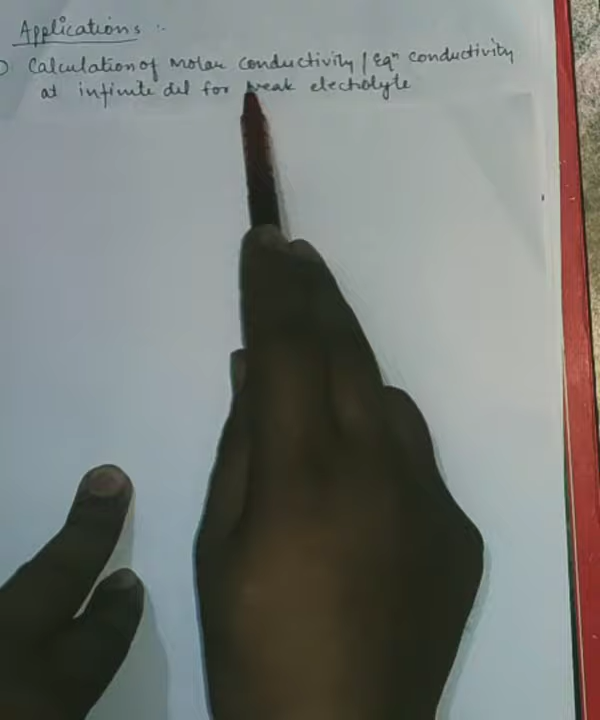 Applications :-
Calculation of Molar conductivity / Eqⁿ conductivity
at infinite dil for weak electrolyte